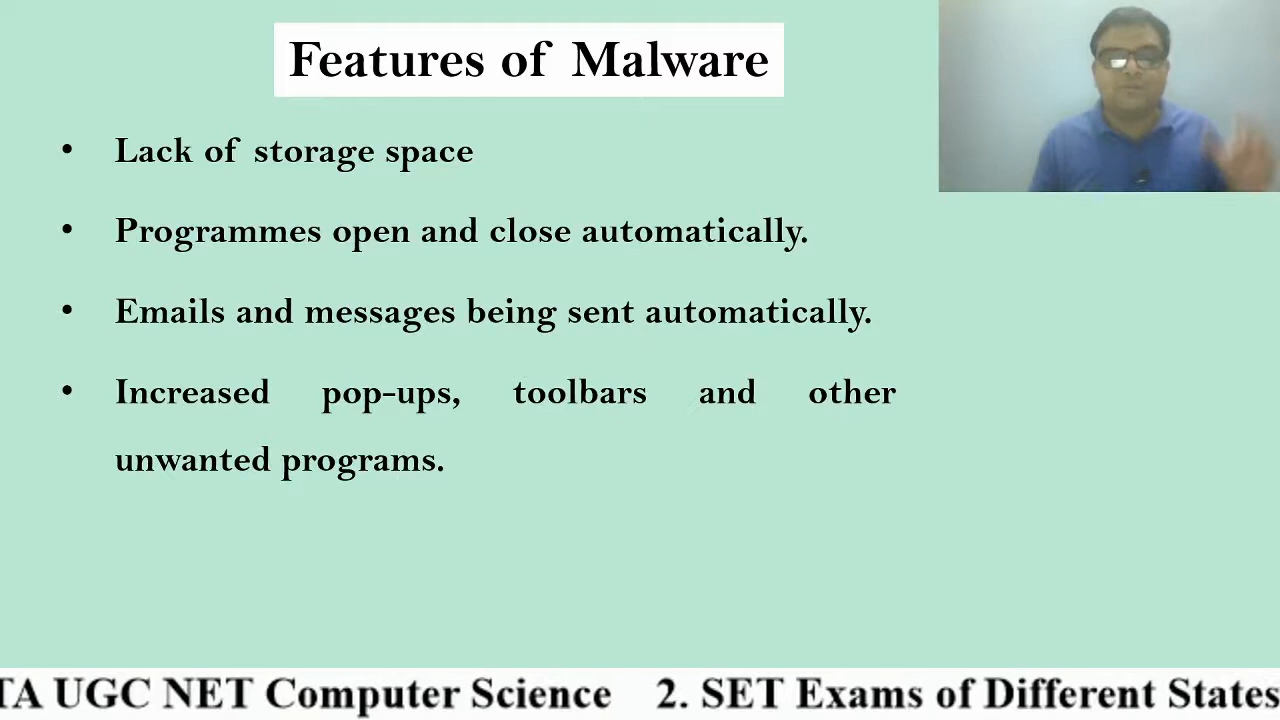 Features of Malware
• Lack of storage space
• Programmes open and close automatically.
• Emails and messages being sent automatically.
• Increased pop-ups, toolbars and other
unwanted programs.
TA UGC NET Computer Science 2. SET Exams of Different States